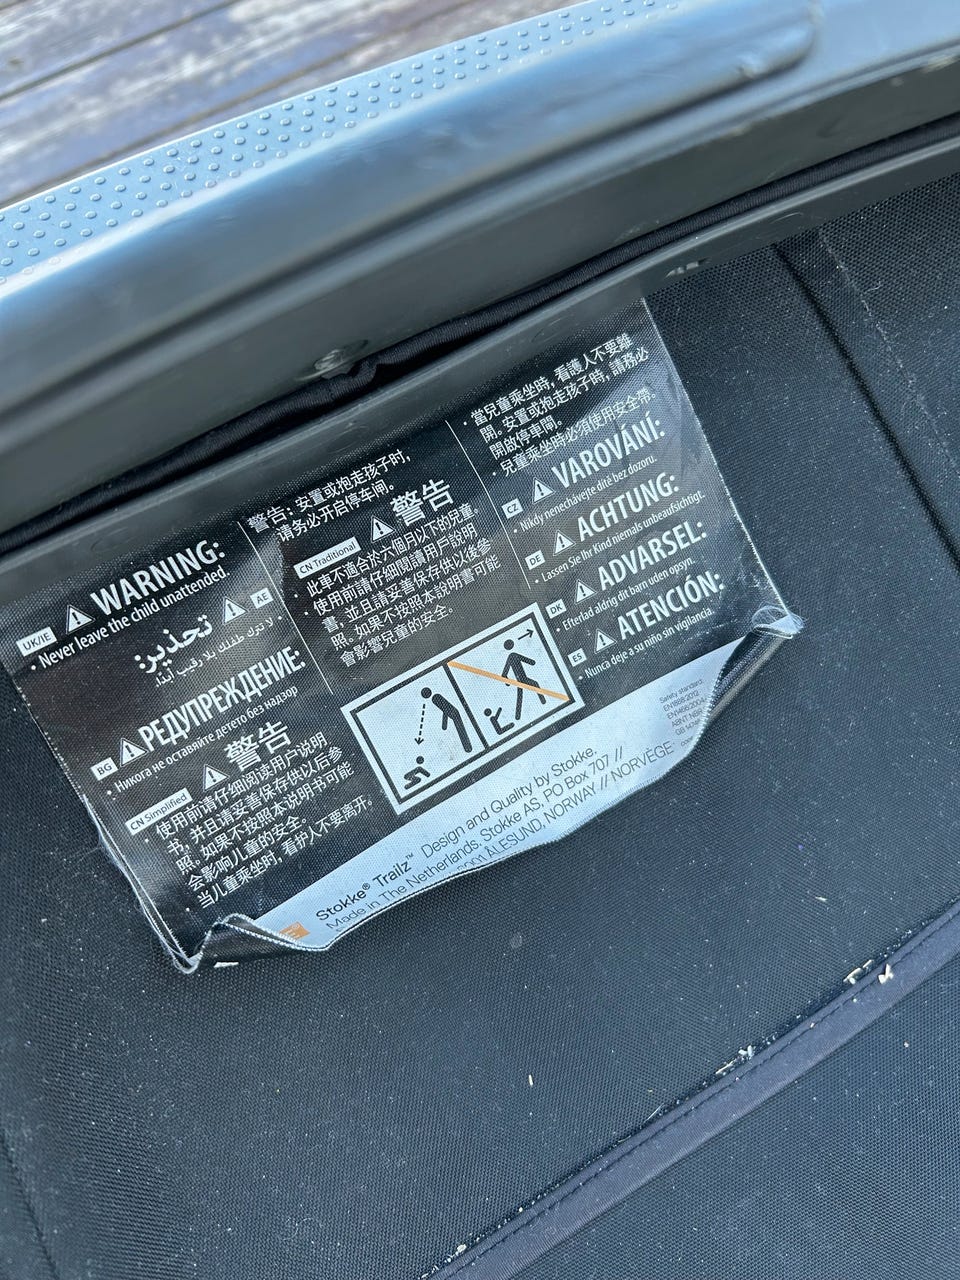 UK/IE WARNING:
• Never leave the child unattended.
AE تحذير:
• لا تترك طفلك بلا رقيب أبدًا.
BG ПРЕДУПРЕЖДЕНИЕ:
• Никога не оставяйте детето без надзор
CN Simplified 警告
• 使用前请仔细阅读用户说明
书，并且请妥善保存供以后参
照。如果不按照本说明书可能
会影响儿童的安全。
• 当儿童乘坐时，看护人不要离开。
警告：安置或抱走孩子时，
请务必开启停车闸。
CN Traditional 警告
• 此車不適合於六個月以下的兒童。
• 使用前請仔細閱讀用戶說明
書，並且請妥善保存供以後參
照。如果不按照本說明書可能
會影響兒童的安全。
• 當兒童乘坐時，看護人不要離
開。安置或抱走孩子時，請務必
開啟停車閘。
• 兒童乘坐時必須使用安全帶。
CZ VAROVÁNÍ:
• Nikdy nenechávejte dítě bez dozoru.
DE ACHTUNG:
• Lassen Sie Ihr Kind niemals unbeaufsichtigt.
DK ADVARSEL:
• Efterlad aldrig dit barn uden opsyn.
ES ATENCIÓN:
• Nunca deje a su niño sin vigilancia.
Stokke® Trailz™ Design and Quality by Stokke.
Made in The Netherlands. Stokke AS, PO Box 707 //
ÅLESUND, NORWAY // NORVÈGE
Safety standard:
EN1888:2012